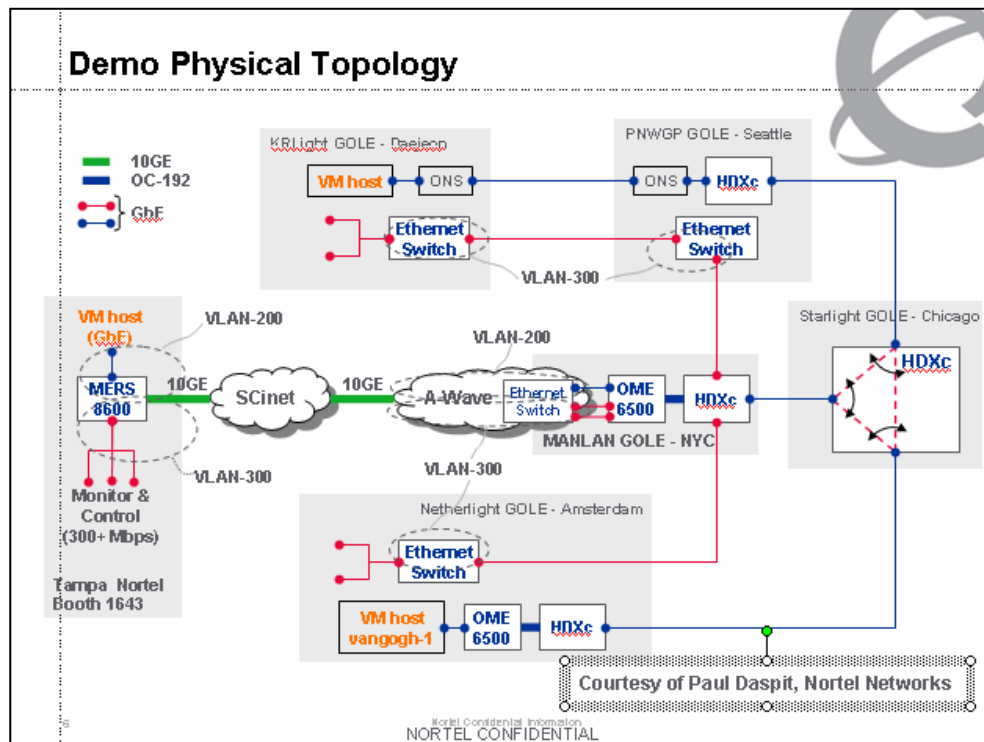 Demo Physical Topology
10GE
OC-192
GbE
KRLight GOLE - Daejeon
VM host
ONS
Ethernet
Switch
PNWGP GOLE - Seattle
ONS
HDXc
Ethernet
Switch
VLAN-300
VLAN-200
VM host
(GbE)
MERS
8600
10GE
SCinet
10GE
VLAN-200
A-Wave
Ethernet
Switch
OME
6500
HDXc
MANLAN GOLE - NYC
Starlight GOLE - Chicago
HDXc
VLAN-300
VLAN-300
Monitor &
Control
(300+ Mbps)
Tampa Nortel
Booth 1643
Netherlight GOLE - Amsterdam
Ethernet
Switch
VM host
vangogh-1
OME
6500
HDXc
Courtesy of Paul Daspit, Nortel Networks
6
Nortel Confidential Information
NORTEL CONFIDENTIAL